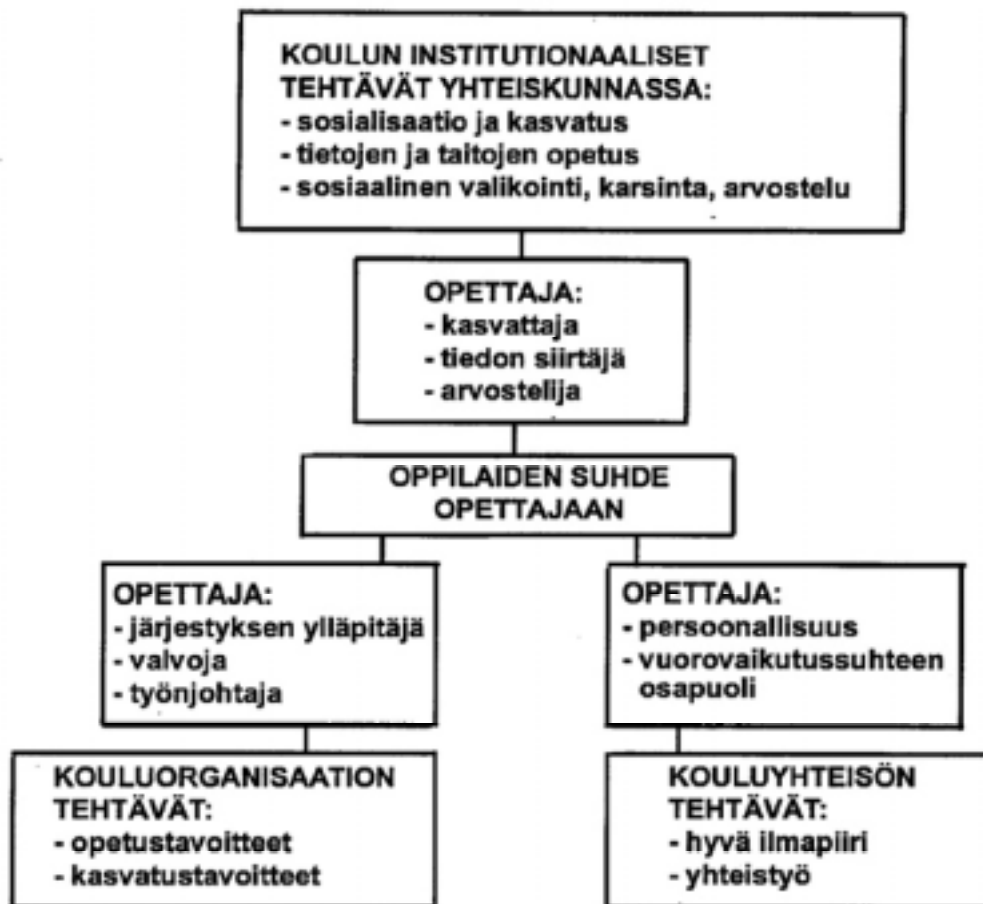 KOULUN INSTITUTIONAALISET
TEHTÄVÄT YHTEISKUNNASSA:
- sosialisaatio ja kasvatus
- tietojen ja taitojen opetus
- sosiaalinen valikointi, karsinta, arvostelu
OPETTAJA:
- kasvattaja
- tiedon siirtäjä
- arvostelija
OPPILAIDEN SUHDE
OPETTAJAAN
OPETTAJA:
- järjestyksen ylläpitäjä
- valvoja
- työnjohtaja
OPETTAJA:
- persoonallisuus
- vuorovaikutussuhteen
osapuoli
KOULUORGANISAATION
TEHTÄVÄT:
- opetustavoitteet
- kasvatustavoitteet
KOULUYHTEISÖN
TEHTÄVÄT:
- hyvä ilmapiiri
- yhteistyö